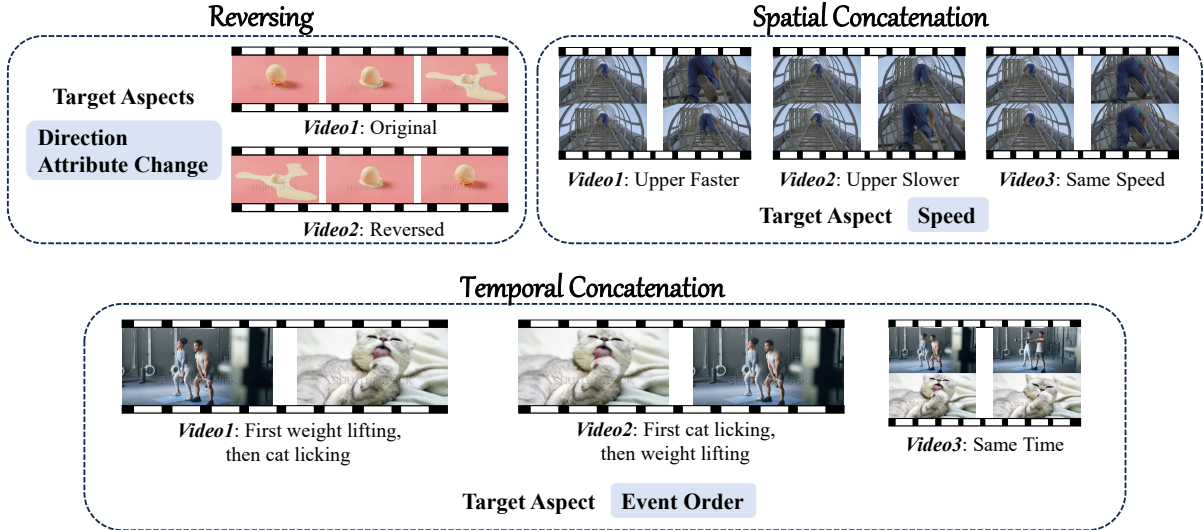 Reversing
Target Aspects
Direction
Attribute Change
Video1: Original
Video2: Reversed
Spatial Concatenation
Video1: Upper Faster
Video2: Upper Slower
Video3: Same Speed
Target Aspect Speed
Temporal Concatenation
Video1: First weight lifting,
then cat licking
Video2: First cat licking,
then weight lifting
Video3: Same Time
Target Aspect Event Order